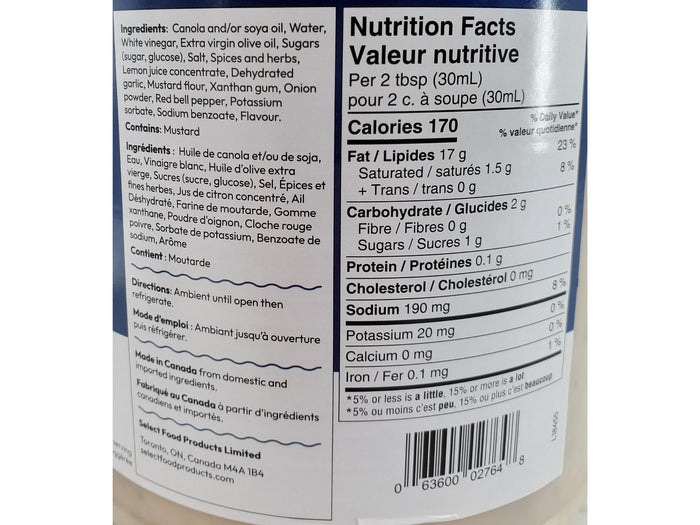 Ingredients: Canola and/or soya oil, Water,
White vinegar, Extra virgin olive oil, Sugars
(sugar, glucose), Salt, Spices and herbs,
Lemon juice concentrate, Dehydrated
garlic, Mustard flour, Xanthan gum, Onion
powder, Red bell pepper, Potassium
sorbate, Sodium benzoate, Flavour.
Contains: Mustard
Ingrédients : Huile de canola et/ou de soja,
Eau, Vinaigre blanc, Huile d'olive extra
vierge, Sucres (sucre, glucose), Sel, Épices et
fines herbes, Jus de citron concentré, Ail
Déshydraté, Farine de moutarde, Gomme
xanthane, Poudre d'oignon, Cloche rouge
poivre, Sorbate de potassium, Benzoate de
sodium, Arôme
Contient : Moutarde
Directions: Ambient until open then
refrigerate.
Mode d'emploi : Ambiant jusqu'à ouverture
puis réfrigérer.
Made in Canada from domestic and
imported ingredients.
Fabriqué au Canada à partir d'ingrédients
canadiens et importés.
Select Food Products Limited
Toronto, ON, Canada M4A 1B4
selectfoodproducts.com
Nutrition Facts
Valeur nutritive
Per 2 tbsp (30mL)
pour 2 c. à soupe (30mL)
Calories 170
% Daily Value*
% valeur quotidienne*
Fat / Lipides 17 g 23 %
Saturated / saturés 1.5 g 8 %
+ Trans / trans 0 g
Carbohydrate / Glucides 2 g
Fibre / Fibres 0 g 0 %
Sugars / Sucres 1 g 1 %
Protein / Protéines 0.1 g
Cholesterol / Cholestérol 0 mg
Sodium 190 mg 8 %
Potassium 20 mg 0 %
Calcium 0 mg 0 %
Iron / Fer 0.1 mg 1 %
*5% or less is a little, 15% or more is a lot
*5% ou moins c'est peu, 15% ou plus c'est beaucoup
0 63600 02764 8